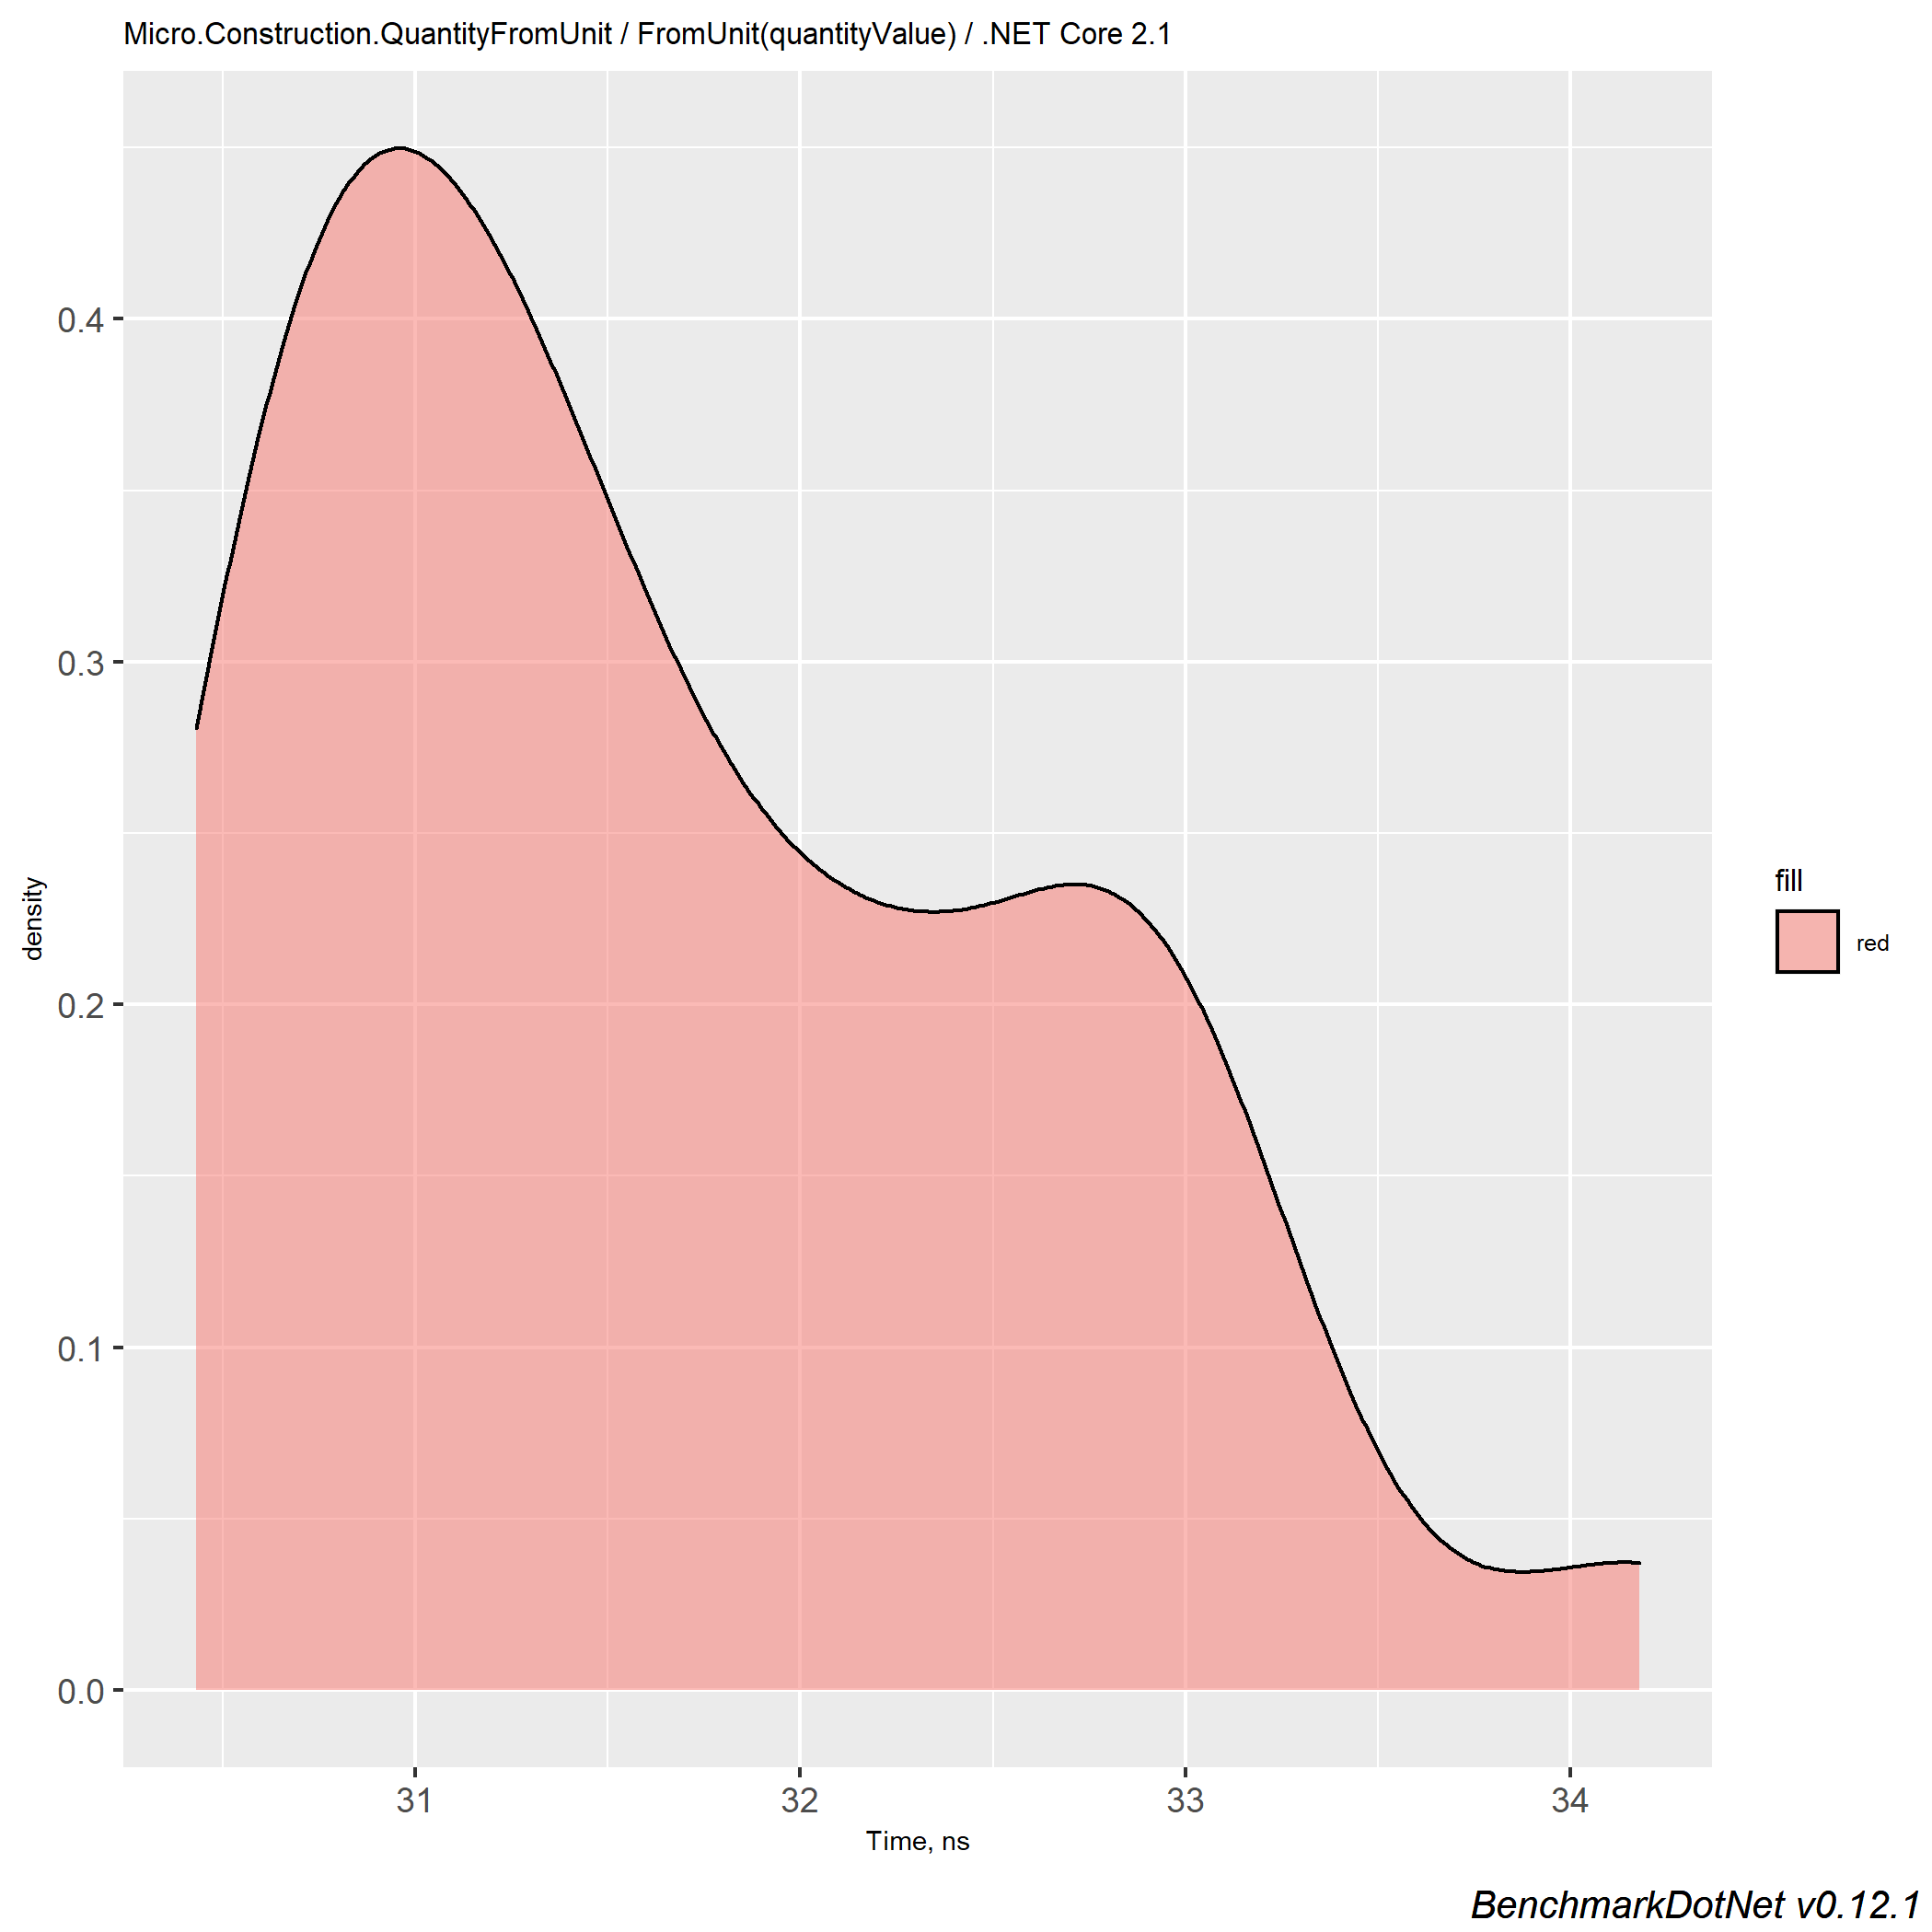 Micro.Construction.QuantityFromUnit / FromUnit(quantityValue) / .NET Core 2.1
0.4
0.3
0.2
0.1
0.0
density
31 32 33 34
Time, ns
fill
red
BenchmarkDotNet v0.12.1